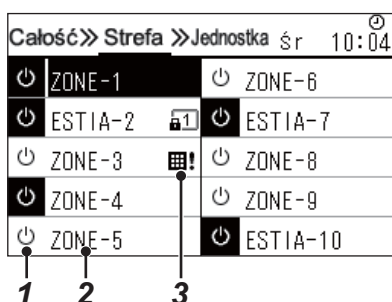 Całość» Strefa »Jednostka śr 10:04
ZONE-1 ZONE-6
ESTIA-2 1 ESTIA-7
ZONE-3 ! ZONE-8
ZONE-4 ZONE-9
ZONE-5 ESTIA-10
1 2 3